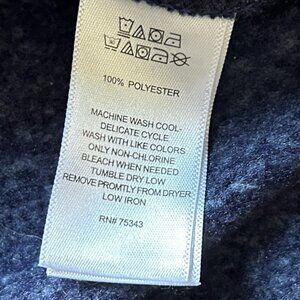 100% POLYESTER
MACHINE WASH COOL-
DELICATE CYCLE
WASH WITH LIKE COLORS
ONLY NON-CHLORINE
BLEACH WHEN NEEDED
TUMBLE DRY LOW
REMOVE PROMTLY FROM DRYER
LOW IRON
RN# 75343